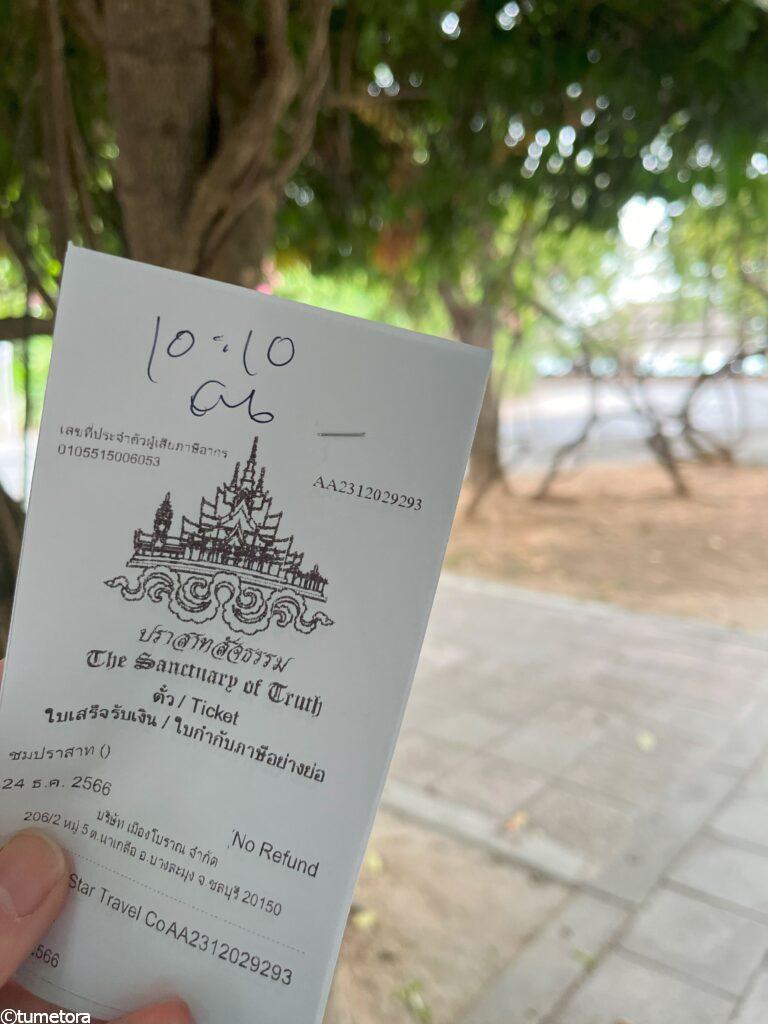 10:10
เลขที่ประจำตัวผู้เสียภาษีอากร
0105515006053
AA2312029293
ปราสาทสัจธรรม
The Sanctuary of Truth
ตั๋ว / Ticket
ใบเสร็จรับเงิน / ใบกำกับภาษีอย่างย่อ
ชมปราสาท ()
24 ธ.ค. 2566
บริษัท เมืองโบราณ จำกัด
No Refund
206/2 หมู่ 5 ต.นาเกลือ อ.บางละมุง จ.ชลบุรี 20150
Star Travel CoAA2312029293
.566
©tumetora